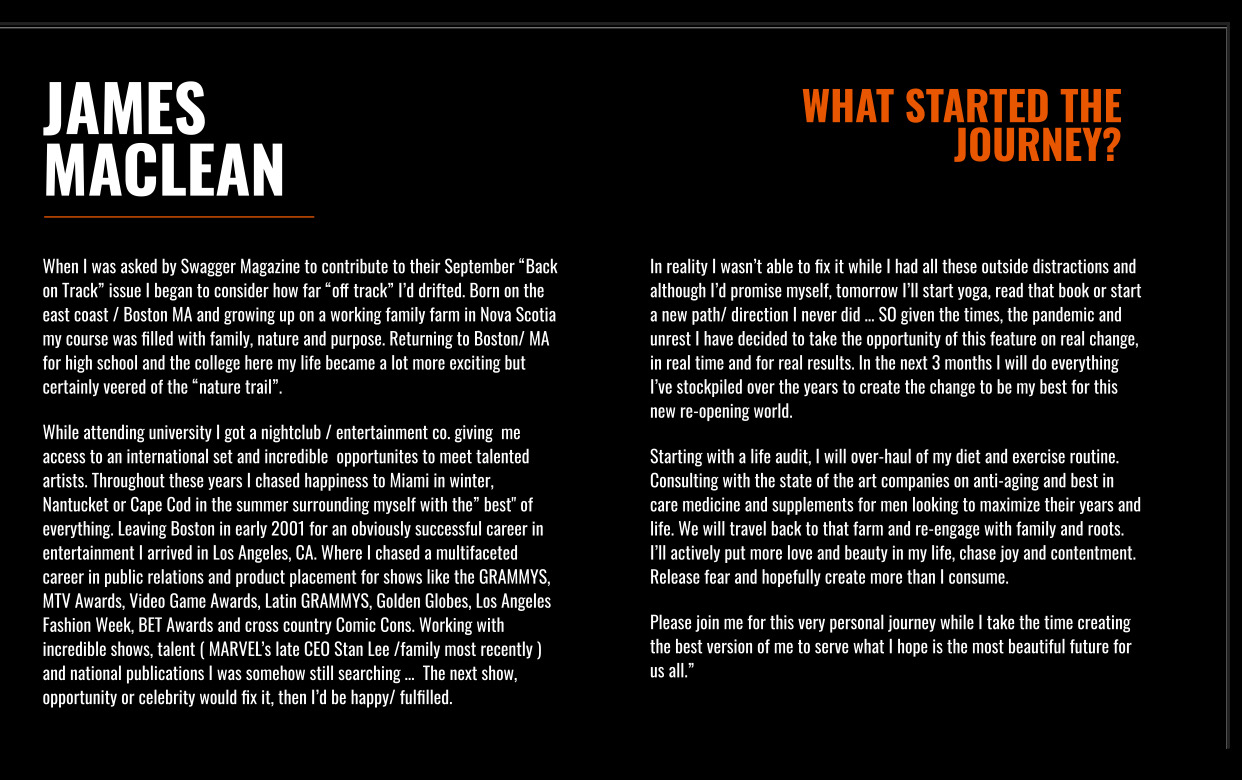 JAMES
MACLEAN
WHAT STARTED THE
JOURNEY?
When I was asked by Swagger Magazine to contribute to their September “Back
on Track” issue I began to consider how far “off track” I’d drifted. Born on the
east coast / Boston MA and growing up on a working family farm in Nova Scotia
my course was filled with family, nature and purpose. Returning to Boston/ MA
for high school and the college here my life became a lot more exciting but
certainly veered of the “nature trail”.
While attending university I got a nightclub / entertainment co. giving  me
access to an international set and incredible  opportunites to meet talented
artists. Throughout these years I chased happiness to Miami in winter,
Nantucket or Cape Cod in the summer surrounding myself with the” best" of
everything. Leaving Boston in early 2001 for an obviously successful career in
entertainment I arrived in Los Angeles, CA. Where I chased a multifaceted
career in public relations and product placement for shows like the GRAMMYS,
MTV Awards, Video Game Awards, Latin GRAMMYS, Golden Globes, Los Angeles
Fashion Week, BET Awards and cross country Comic Cons. Working with
incredible shows, talent ( MARVEL’s late CEO Stan Lee /family most recently )
and national publications I was somehow still searching ...  The next show,
opportunity or celebrity would fix it, then I’d be happy/ fulfilled.
In reality I wasn’t able to fix it while I had all these outside distractions and
although I’d promise myself, tomorrow I’ll start yoga, read that book or start
a new path/ direction I never did ... SO given the times, the pandemic and
unrest I have decided to take the opportunity of this feature on real change,
in real time and for real results. In the next 3 months I will do everything
I’ve stockpiled over the years to create the change to be my best for this
new re-opening world.
Starting with a life audit, I will over-haul of my diet and exercise routine.
Consulting with the state of the art companies on anti-aging and best in
care medicine and supplements for men looking to maximize their years and
life. We will travel back to that farm and re-engage with family and roots.
I’ll actively put more love and beauty in my life, chase joy and contentment.
Release fear and hopefully create more than I consume.
Please join me for this very personal journey while I take the time creating
the best version of me to serve what I hope is the most beautiful future for
us all.”